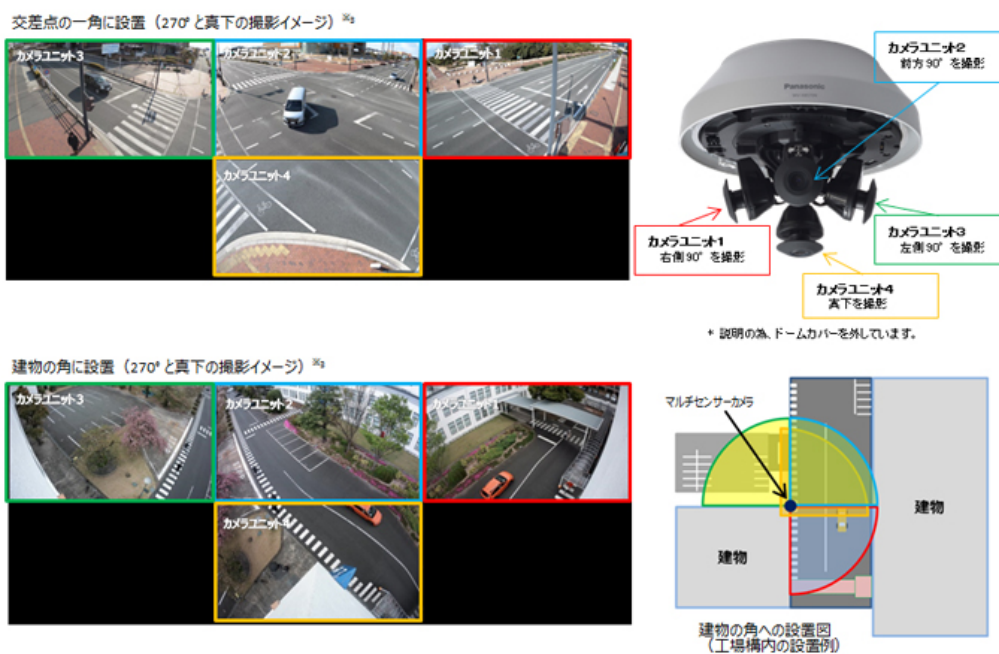 交差点の一角に設置（270°と真下の撮影イメージ）※3
カメラユニット3
カメラユニット2
カメラユニット1
カメラユニット4
Panasonic
カメラユニット2
前方90°を撮影
カメラユニット1
右側90°を撮影
カメラユニット3
左側90°を撮影
カメラユニット4
真下を撮影
* 説明の為、ドームカバーを外しています。
建物の角に設置（270°と真下の撮影イメージ）※3
カメラユニット3
カメラユニット2
カメラユニット1
カメラユニット4
マルチセンサーカメラ
建物
建物
建物の角への設置図
（工場構内の設置例）